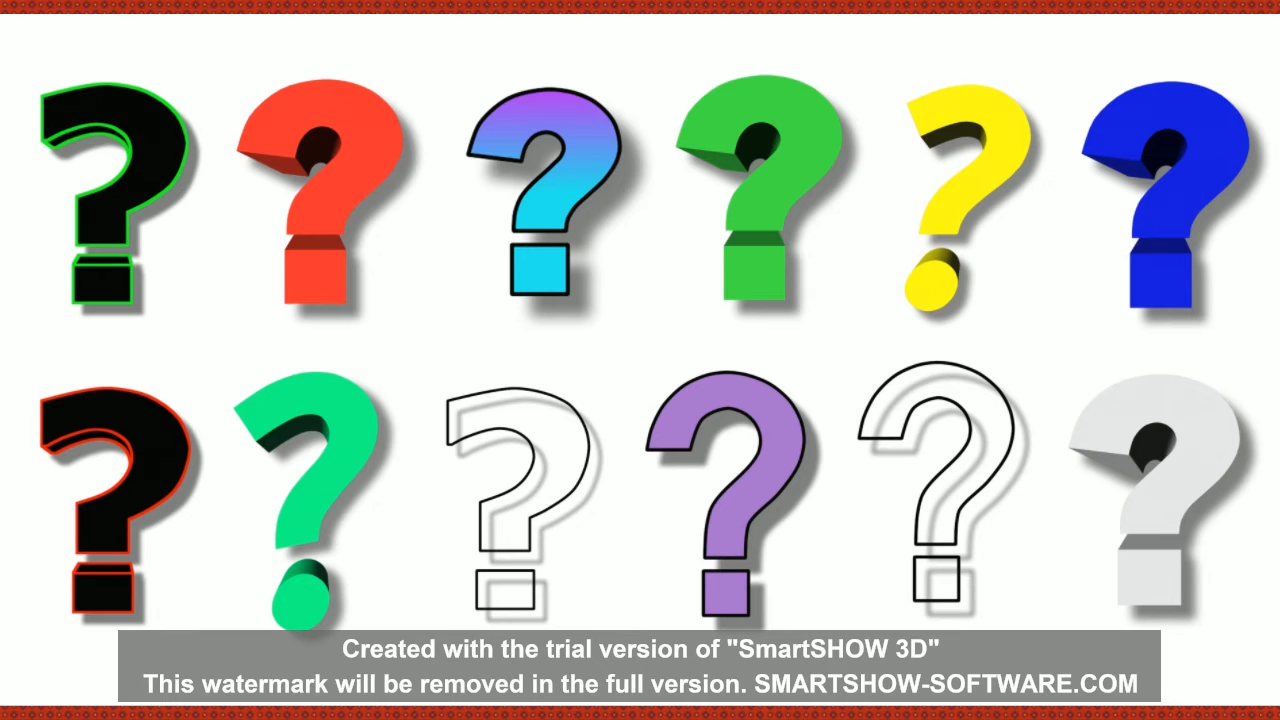 ? ? ? ? ? ?
? ? ? ? ? ?
Created with the trial version of "SmartSHOW 3D"
This watermark will be removed in the full version. SMARTSHOW-SOFTWARE.COM